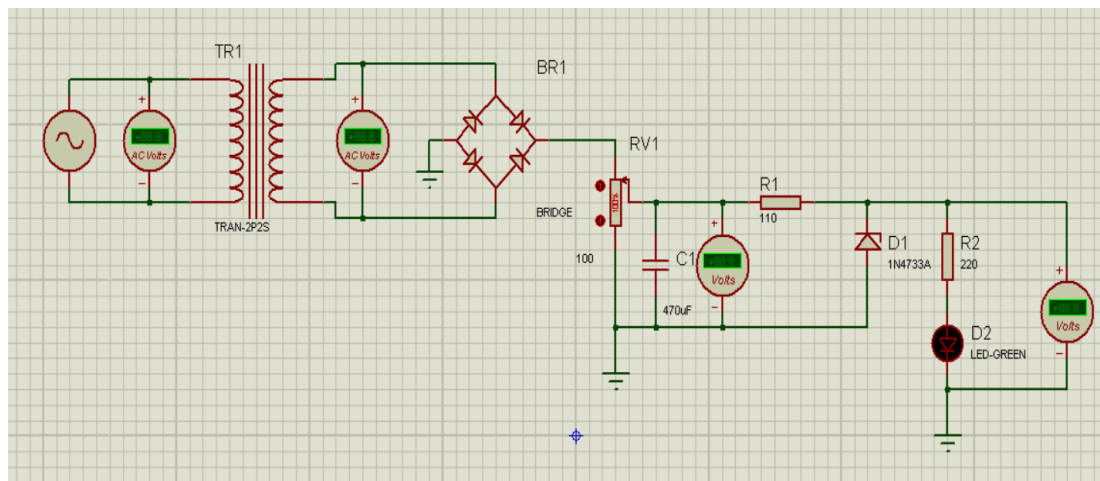 TR1
TRAN-2P2S
AC Volts
AC Volts
BR1
BRIDGE
RV1
100%
100
C1
470uF
Volts
R1
110
D1
1N4733A
R2
220
D2
LED-GREEN
Volts